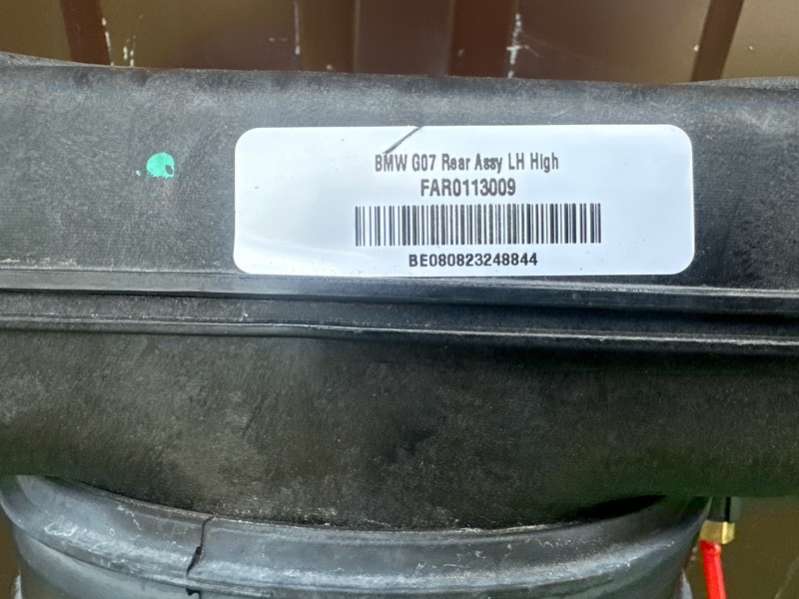 BMW G07 Rear Assy LH High
FAR0113009
BE080823248844